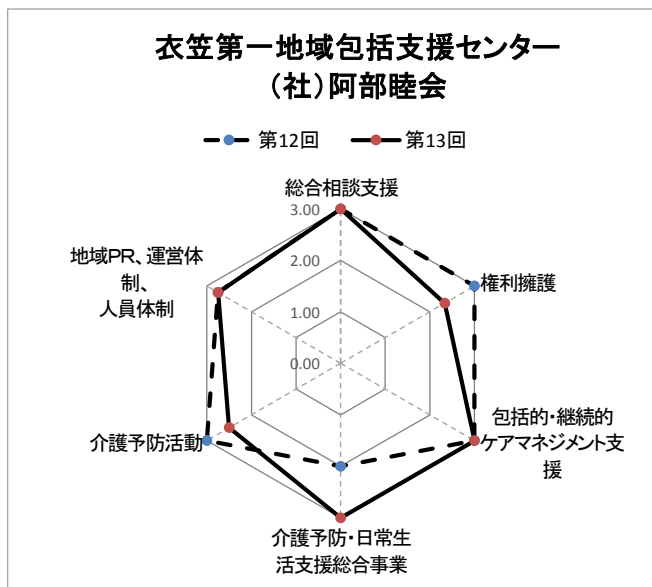 衣笠第一地域包括支援センター
（社）阿部睦会
第12回
第13回
総合相談支援
3.00
2.00
1.00
0.00
権利擁護
包括的・継続的
ケアマネジメント支
援
介護予防・日常生
活支援総合事業
介護予防活動
地域PR、運営体
制、
人員体制